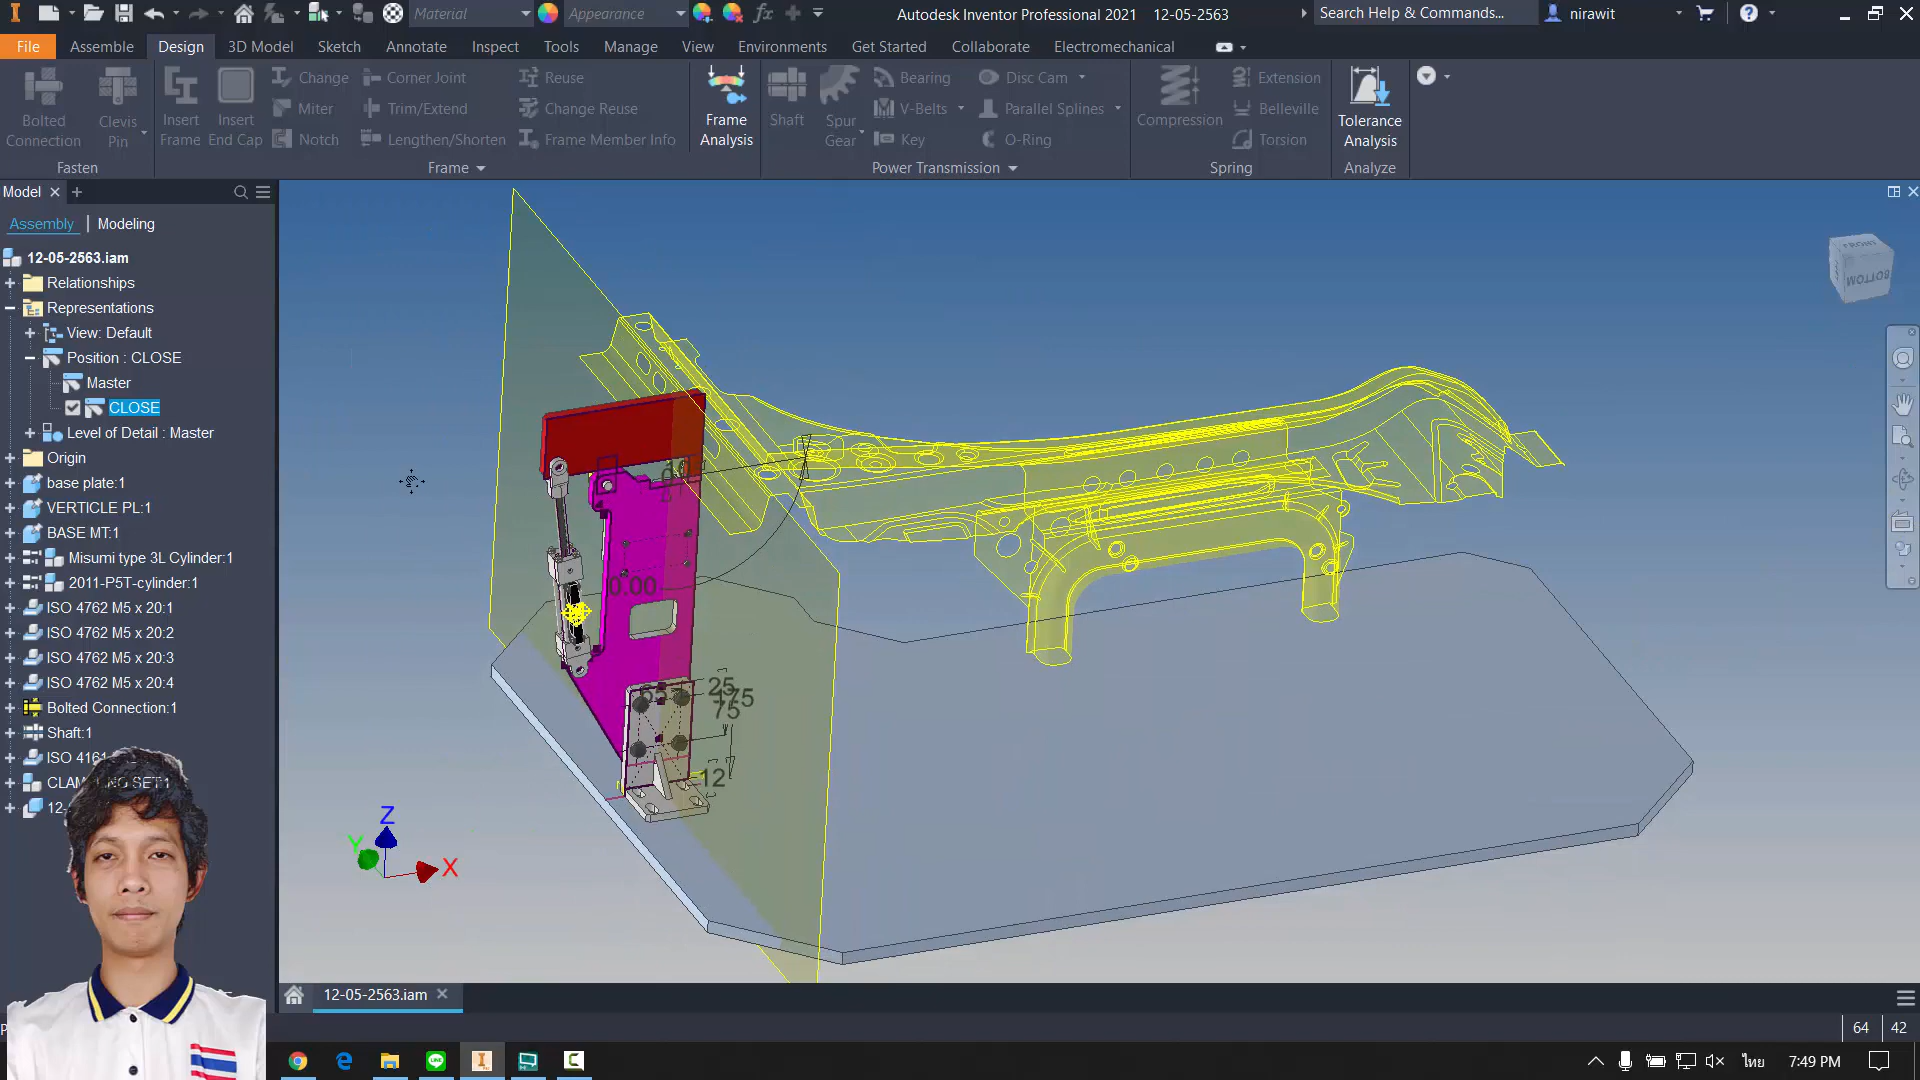 Material
Appearance
Autodesk Inventor Professional 2021 12-05-2563
Search Help & Commands...
nirawit
File
Assemble
Design
3D Model
Sketch
Annotate
Inspect
Tools
Manage
View
Environments
Get Started
Collaborate
Electromechanical
Bolted Connection
Clevis Pin
Insert Frame
Insert End Cap
Change
Miter
Notch
Corner Joint
Trim/Extend
Lengthen/Shorten
Reuse
Change Reuse
Frame Member Info
Frame Analysis
Shaft
Spur Gear
Bearing
V-Belts
Key
Disc Cam
Parallel Splines
O-Ring
Compression
Extension
Belleville
Torsion
Tolerance Analysis
Fasten
Frame
Power Transmission
Spring
Analyze
Model
Assembly
Modeling
12-05-2563.iam
Relationships
Representations
View: Default
Position : CLOSE
Master
CLOSE
Level of Detail : Master
Origin
base plate:1
VERTICLE PL:1
BASE MT:1
Misumi type 3L Cylinder:1
2011-P5T-cylinder:1
ISO 4762 M5 x 20:1
ISO 4762 M5 x 20:2
ISO 4762 M5 x 20:3
ISO 4762 M5 x 20:4
Bolted Connection:1
Shaft:1
ISO 4161
12-
FRONT
BOTTOM
0.00
25
75
12
Z
Y
X
12-05-2563.iam
64
42
ไทย
7:49 PM